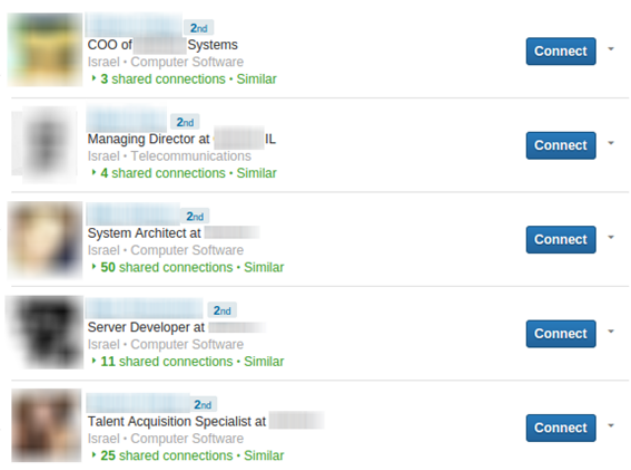 2nd
COO of Systems
Israel • Computer Software
3 shared connections • Similar
Connect
2nd
Managing Director at IL
Israel • Telecommunications
4 shared connections • Similar
Connect
2nd
System Architect at
Israel • Computer Software
50 shared connections • Similar
Connect
2nd
Server Developer at
Israel • Computer Software
11 shared connections • Similar
Connect
2nd
Talent Acquisition Specialist at
Israel • Computer Software
25 shared connections • Similar
Connect